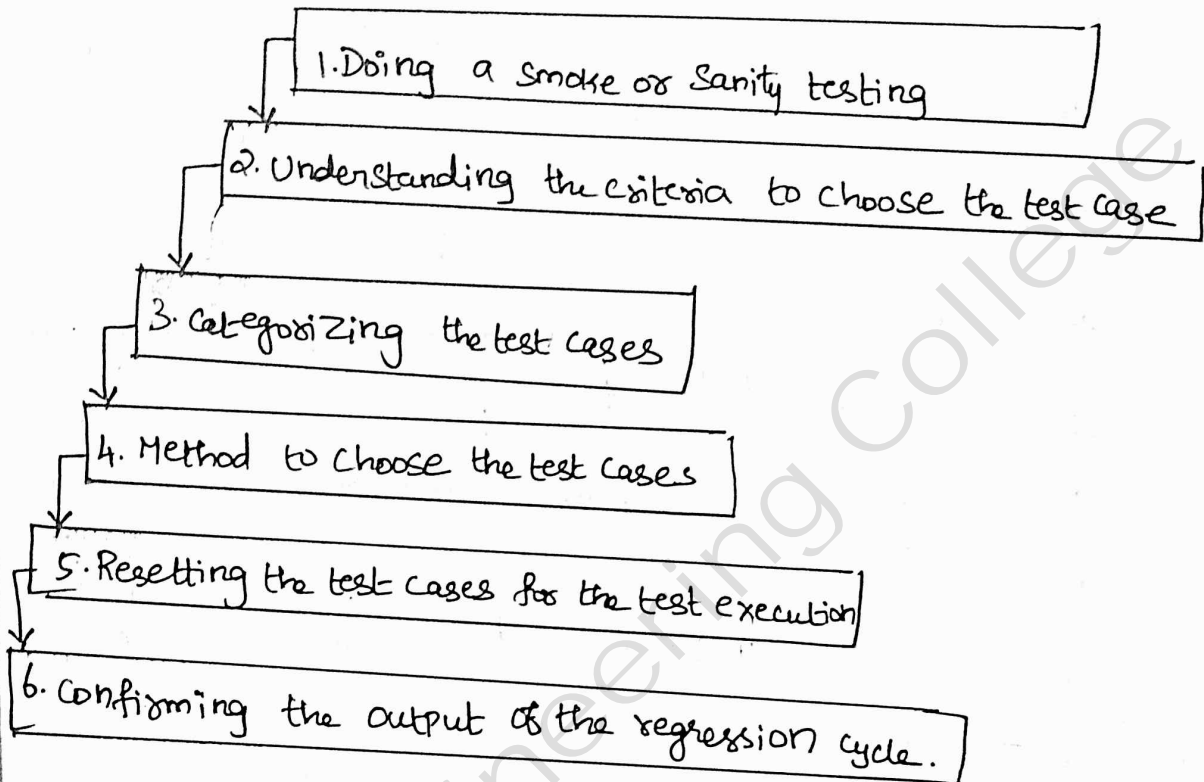 1. Doing a smoke or Sanity testing
2. Understanding the criteria to choose the test case
3. Categorizing the test cases
4. Method to choose the test cases
5. Resetting the test cases for the test execution
6. Confirming the output of the regression cycle.
neering College